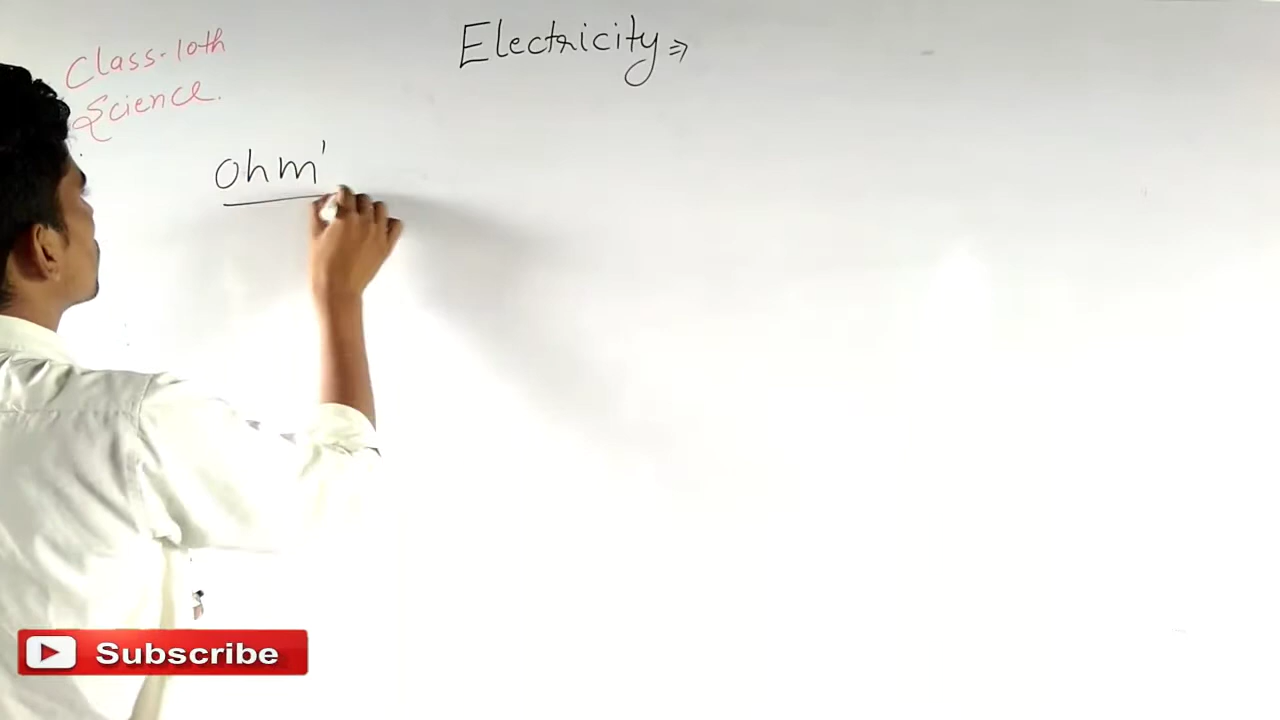 Electricity ⇒
Class-10th
Science.
ohm'
Subscribe